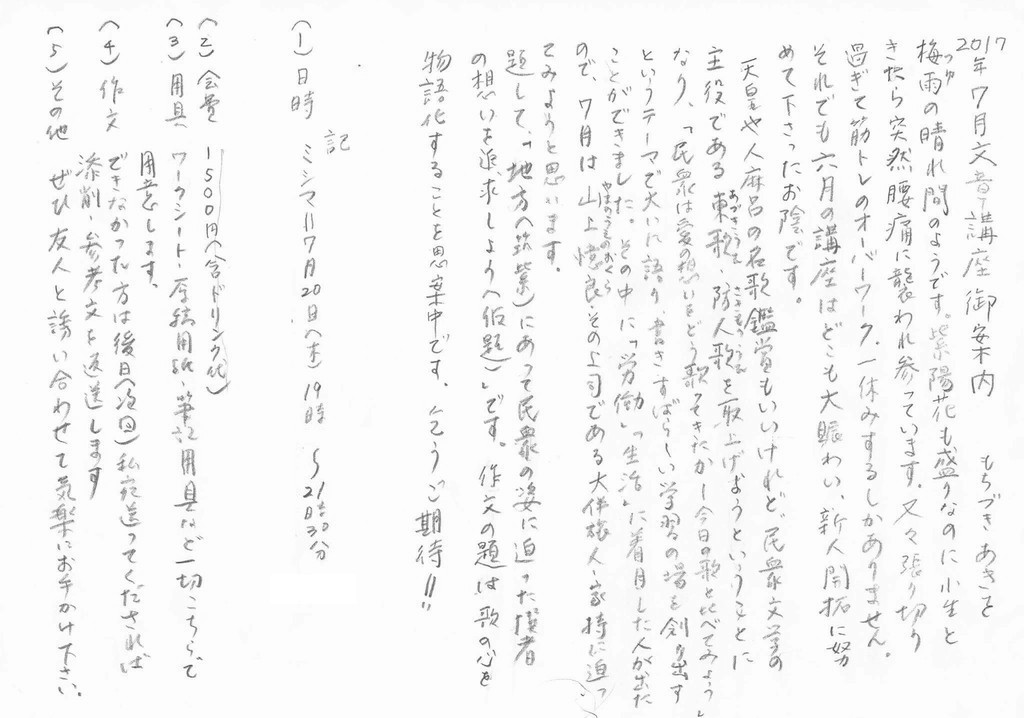 2017年7月文章講座御案内　もちづきあきと
梅雨の晴れ間のようです。紫陽花も盛りなのに小生と
つゆ
きたら突然腰痛に襲われ参っています。又々張り切り
過ぎて筋トレのオーバーワーク。一休みするしかありません。
それでも六月の講座はどこも大賑わい、新人開拓に努
めて下さったお陰です。
天皇や人麻呂の名歌鑑賞もいいけれど、民衆文学の
主役である東歌・防人歌を取上げようということに
あづまうた
さきもりうた
なり、「民衆は愛の想いをどう歌ってきたか―今日の歌と比べてみよう」
というテーマで大いに語り、書きすばらしい学習の場を創り出す
ことができました。その中に「労働」「生活」に着目した人が出た
ので、7月は山上憶良・その上司である大伴旅人・家持に迫っ
やまのうえのおくら
てみようと思います。
題して、「地方（筑紫）にあって民衆の姿に迫った撰者
の想いを追求しよう（仮題）」です。作文の題は歌の心を
物語化することを思案中です。乞うご期待!!
記
（1）日時　ミシマ=7月20日（木）19時～21時30分
（2）会費　1500円（含ドリンク代）
（3）用具　ワークシート・原稿用紙・筆記用具など一切こちらで
用意します。
（4）作文　できなかった方は後日（次回）私宛送ってくだされば
添削・参考文を返送します
（5）その他　ぜひ友人と誘い合わせて気楽にお出かけ下さい。